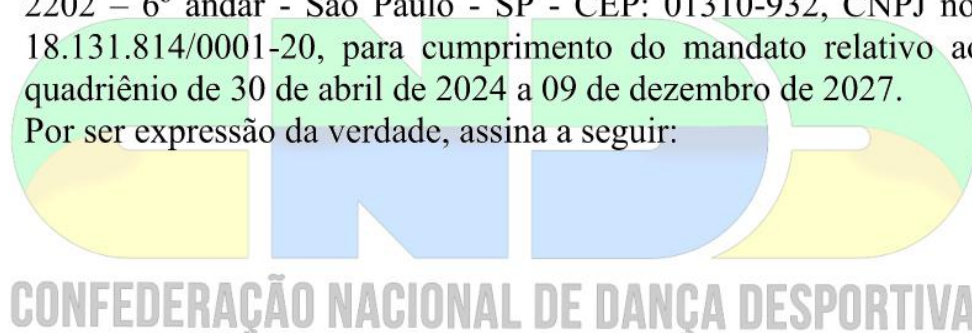 2202 – 6º andar - São Paulo - SP - CEP: 01310-932, CNPJ no
18.131.814/0001-20, para cumprimento do mandato relativo ao
quadriênio de 30 de abril de 2024 a 09 de dezembro de 2027.
Por ser expressão da verdade, assina a seguir:
CNDD
CONFEDERAÇÃO NACIONAL DE DANÇA DESPORTIVA